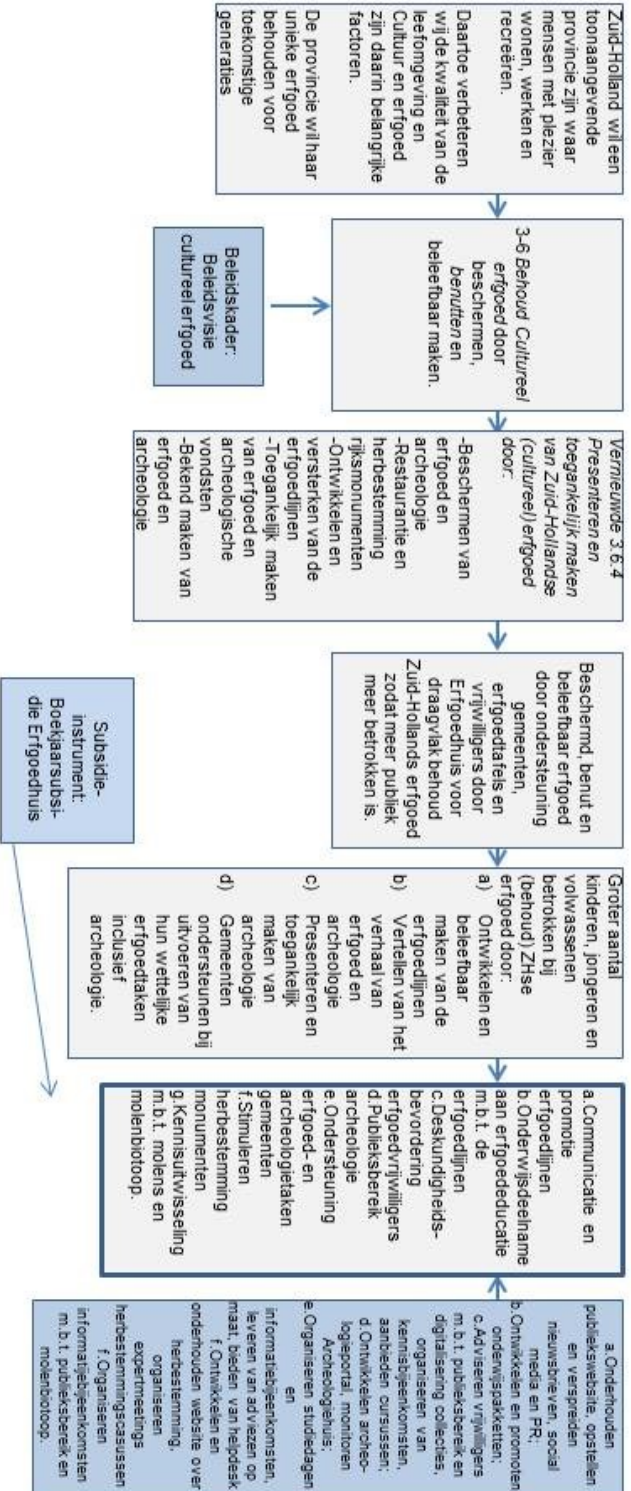 Zuid-Holland wil een
toonaangevende
provincie zijn waar
mensen met plezier
wonen, werken en
recreëren.
Daartoe verbeteren
wij de kwaliteit van de
leefomgeving en
Cultuur en erfgoed
zijn daarin belangrijke
factoren.
De provincie wil haar
unieke erfgoed
behouden voor
toekomstige
generaties
3-6 Behoud Cultureel
erfgoed door
beschermen,
benutten en
beleefbaar maken.
Beleidskader:
Beleidsvisie
cultureel erfgoed
Vernieuwde 3.6.4
Presenteren en
toegankelijk maken
van Zuid-Hollandse
(cultureel) erfgoed
door:
-Beschermen van
erfgoed en
archeologie
-Restaurantie en
herbestemming
rijksmonumenten
-Ontwikkelen en
versterken van de
erfgoedlijnen
-Toegankelijk maken
van erfgoed en
archeologische
vondsten
-Bekend maken van
erfgoed en
archeologie
Beschermd, benut en
beleefbaar erfgoed
door ondersteuning
gemeenten,
erfgoedtafels en
vrijwilligers door
Erfgoedhuis voor
draagvlak behoud
Zuid-Hollands erfgoed
zodat meer publiek
meer betrokken is.
Subsidie-
instrument:
Boekjaarsubsi-
die Erfgoedhuis
Groter aantal
kinderen, jongeren en
volwassenen
betrokken bij
(behoud) ZHse
erfgoed door:
a) Ontwikkelen en
beleefbaar
maken van de
erfgoedlijnen
b) Vertellen van het
verhaal van
erfgoed en
archeologie
c) Presenteren en
toegankelijk
maken van
archeologie
d) Gemeenten
ondersteunen bij
uitvoeren van
hun wettelijke
erfgoedtaken
inclusief
archeologie.
a.Communicatie en
promotie
erfgoedlijnen
b.Onderwijsdeelname
aan erfgoededucatie
m.b.t. de
erfgoedlijnen
c.Deskundigheids-
bevordering
erfgoedvrijwilligers
d.Publieksbereik
archeologie
e.Ondersteuning
erfgoed- en
archeologietaken
gemeenten
f.Stimuleren
herbestemming
monumenten
g.Kennisuitwisseling
m.b.t. molens en
molenbiotoop.
a.Onderhouden
publiekswebsite, opstellen
en verspreiden
nieuwsbrieven, social
media en PR;
b.Ontwikkelen en promoten
onderwijspakketten;
c.Adviseren vrijwilligers
m.b.t. publieksbereik en
digitalisering collecties,
organiseren van
kennisbijeenkomsten,
aanbieden cursussen;
d.Ontwikkelen archeo-
logieportal, monitoren
Archeologiehuis;
e.Organiseren studiedagen
en
informatiebijeenkomsten,
leveren van adviezen op
maat, bieden van helpdesk
f.Ontwikkelen en
onderhouden website over
herbestemming,
organiseren
expermeetings
herbestemmingscasussen
f.Organiseren
informatijebijeenkomsten
m.b.t. publieksbereik en
molenbiotoop.